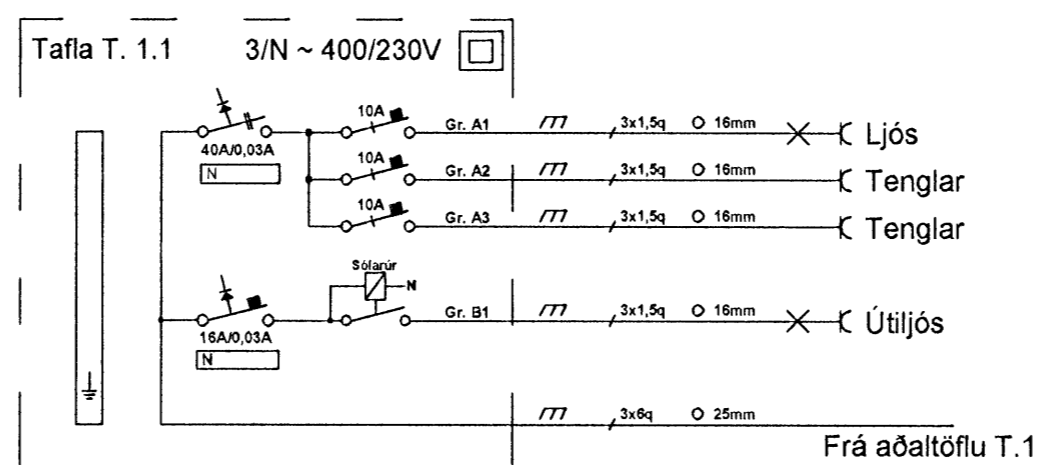 Tafla T. 1.1 3/N ~ 400/230V
10A Gr. A1 3x1,5q O 16mm Ljós
40A/0,03A
N
10A Gr. A2 3x1,5q O 16mm Tenglar
10A Gr. A3 3x1,5q O 16mm Tenglar
Sólarúr
N
Gr. B1 3x1,5q O 16mm Útiljós
16A/0,03A
N
3x6q O 25mm
Frá aðaltöflu T.1